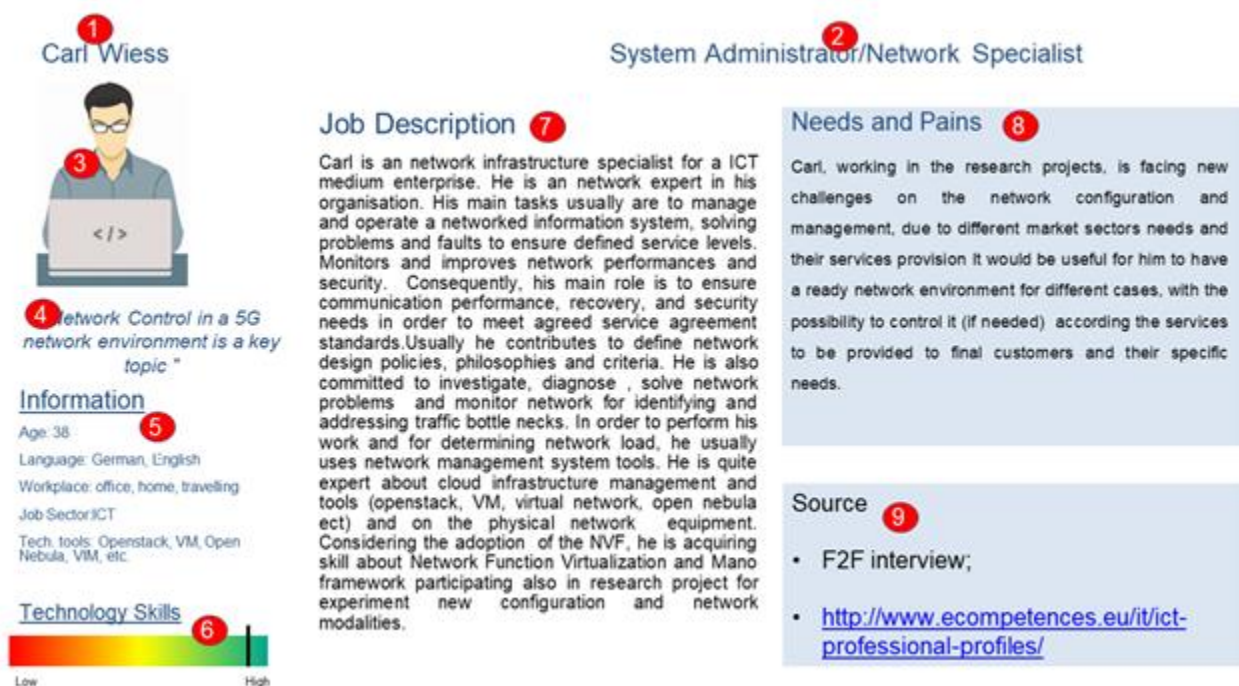 1
Carl Wiess
2
System Administrator/Network Specialist
3
</>
4
Network Control in a 5G
network environment is a key
topic "
Information
5
Age: 38
Language: German, English
Workplace: office, home, travelling
Job Sector:ICT
Tech. tools: Openstack, VM, Open
Nebula, VIM, etc.
Technology Skills
6
Low High
Job Description 7
Carl is an network infrastructure specialist for a ICT
medium enterprise. He is an network expert in his
organisation. His main tasks usually are to manage
and operate a networked information system, solving
problems and faults to ensure defined service levels.
Monitors and improves network performances and
security. Consequently, his main role is to ensure
communication performance, recovery, and security
needs in order to meet agreed service agreement
standards.Usually he contributes to define network
design policies, philosophies and criteria. He is also
committed to investigate, diagnose , solve network
problems and monitor network for identifying and
addressing traffic bottle necks. In order to perform his
work and for determining network load, he usually
uses network management system tools. He is quite
expert about cloud infrastructure management and
tools (openstack, VM, virtual network, open nebula
ect) and on the physical network equipment.
Considering the adoption of the NVF, he is acquiring
skill about Network Function Virtualization and Mano
framework participating also in research project for
experiment new configuration and network
modalities.
Needs and Pains 8
Carl, working in the research projects, is facing new
challenges on the network configuration and
management, due to different market sectors needs and
their services provision It would be useful for him to have
a ready network environment for different cases, with the
possibility to control it (if needed) according the services
to be provided to final customers and their specific
needs.
Source 9
• F2F interview;
• http://www.ecompetences.eu/it/ict-
professional-profiles/